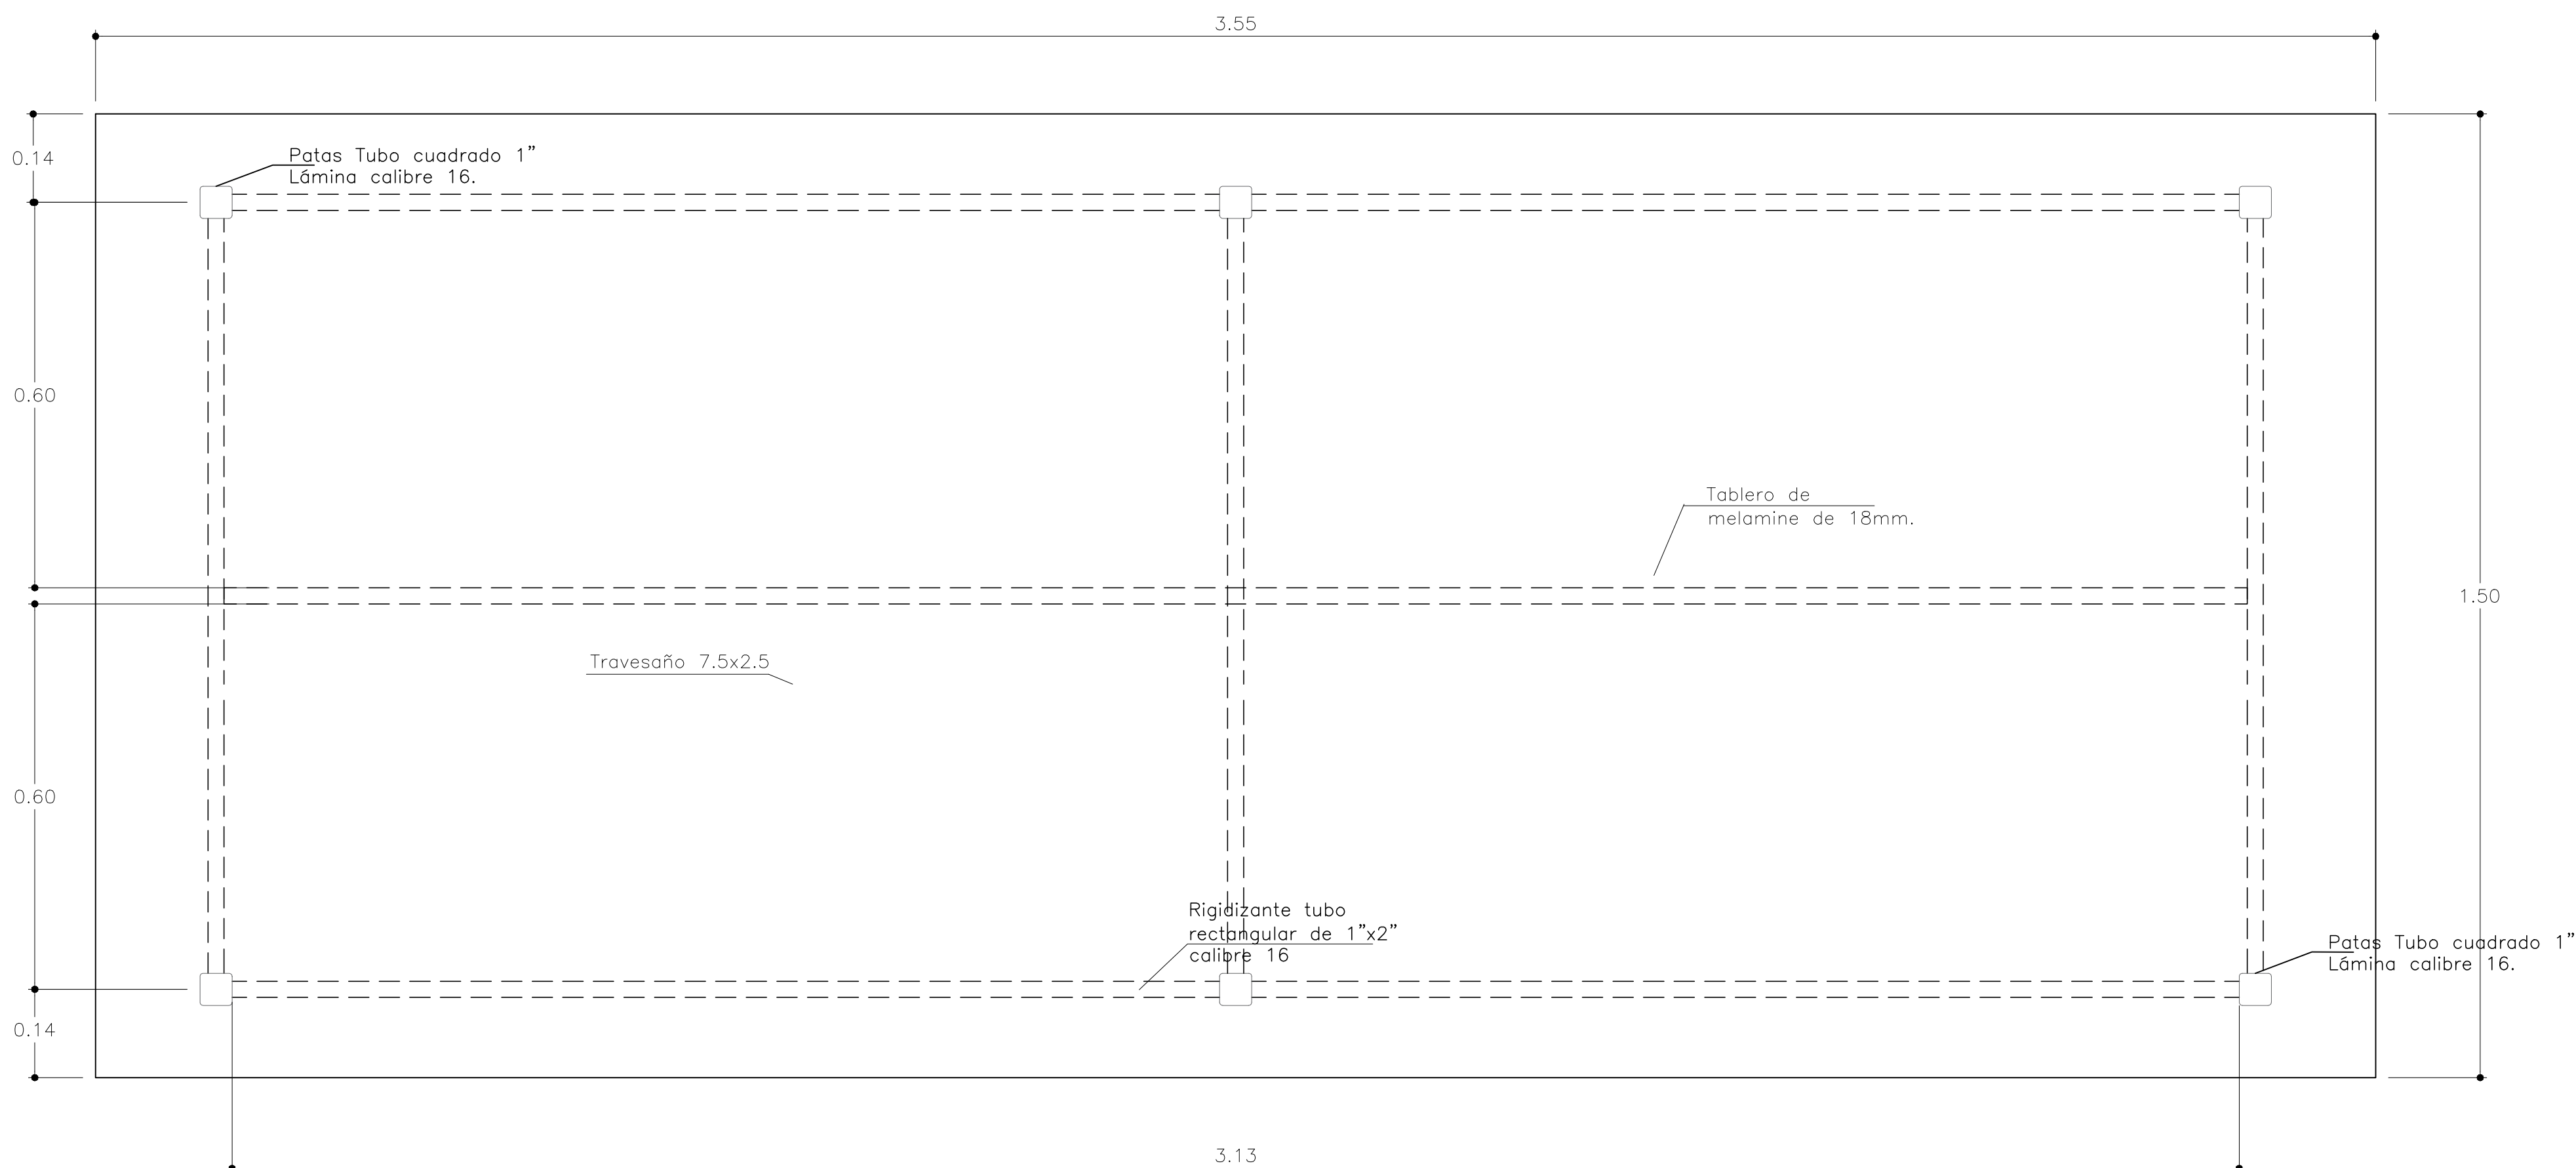 3.55
0.14
Patas Tubo cuadrado 1"
Lámina calibre 16.
0.60
Tablero de
melamine de 18mm.
1.50
Travesaño 7.5x2.5
0.60
Rigidizante tubo
rectangular de 1"x2"
calibre 16
Patas Tubo cuadrado 1"
Lámina calibre 16.
0.14
3.13